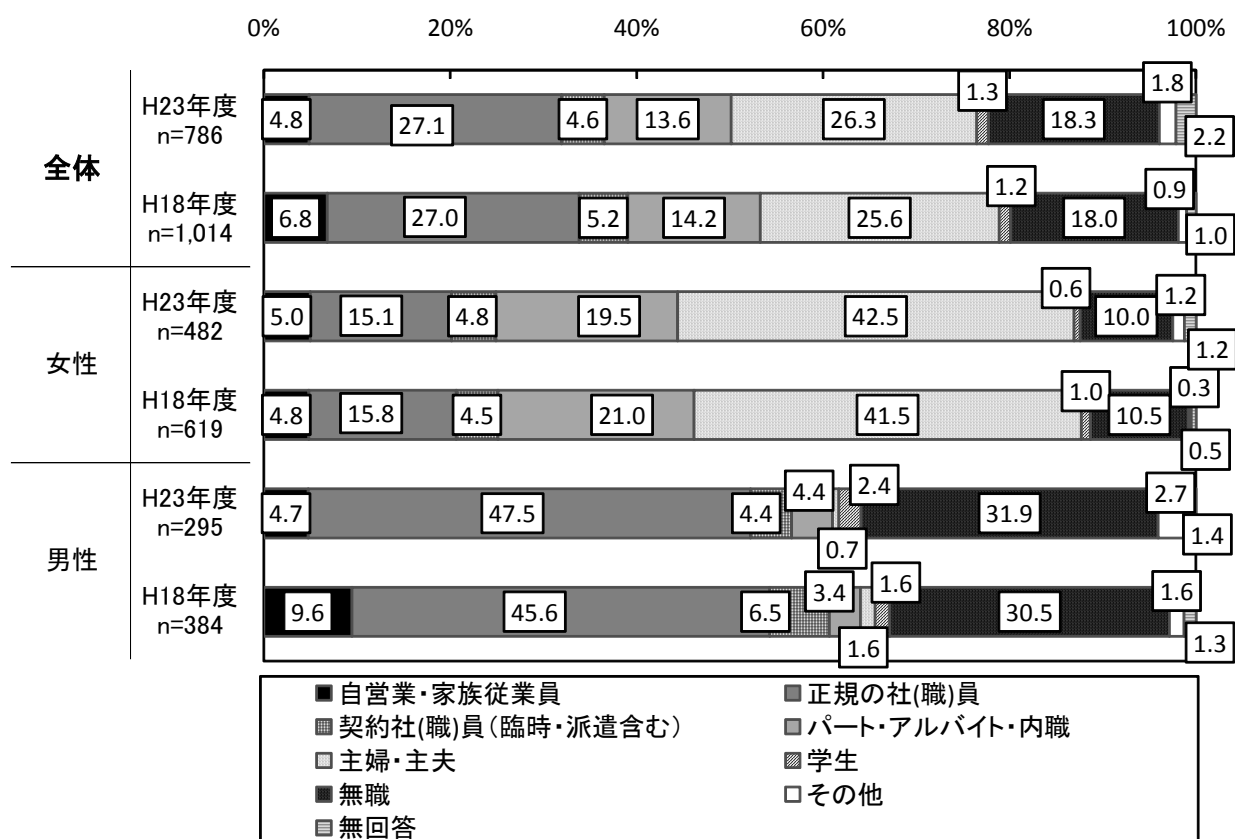 0% 20% 40% 60% 80% 100%
全体
H23年度
n=786
4.8 27.1 4.6 13.6 26.3 1.3 18.3 1.8 2.2
H18年度
n=1,014
6.8 27.0 5.2 14.2 25.6 1.2 18.0 0.9 1.0
女性
H23年度
n=482
5.0 15.1 4.8 19.5 42.5 0.6 10.0 1.2 1.2
H18年度
n=619
4.8 15.8 4.5 21.0 41.5 1.0 10.5 0.3 0.5
男性
H23年度
n=295
4.7 47.5 4.4 4.4 0.7 2.4 31.9 2.7 1.4
H18年度
n=384
9.6 45.6 6.5 3.4 1.6 1.6 30.5 1.6 1.3
自営業・家族従業員 正規の社(職)員
契約社(職)員（臨時・派遣含む） パート・アルバイト・内職
主婦・主夫 学生
無職 その他
無回答